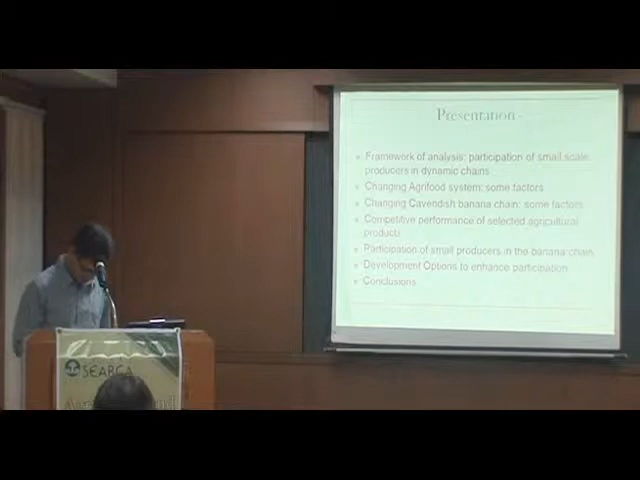 Presentation -
Framework of analysis: participation of small scale
producers in dynamic chains
Changing Agrifood system: some factors
Changing Cavendish banana chain: some factors
Competitive performance of selected agricultural
products
Participation of small producers in the banana chain
Development Options to enhance participation
Conclusions
SEARCA